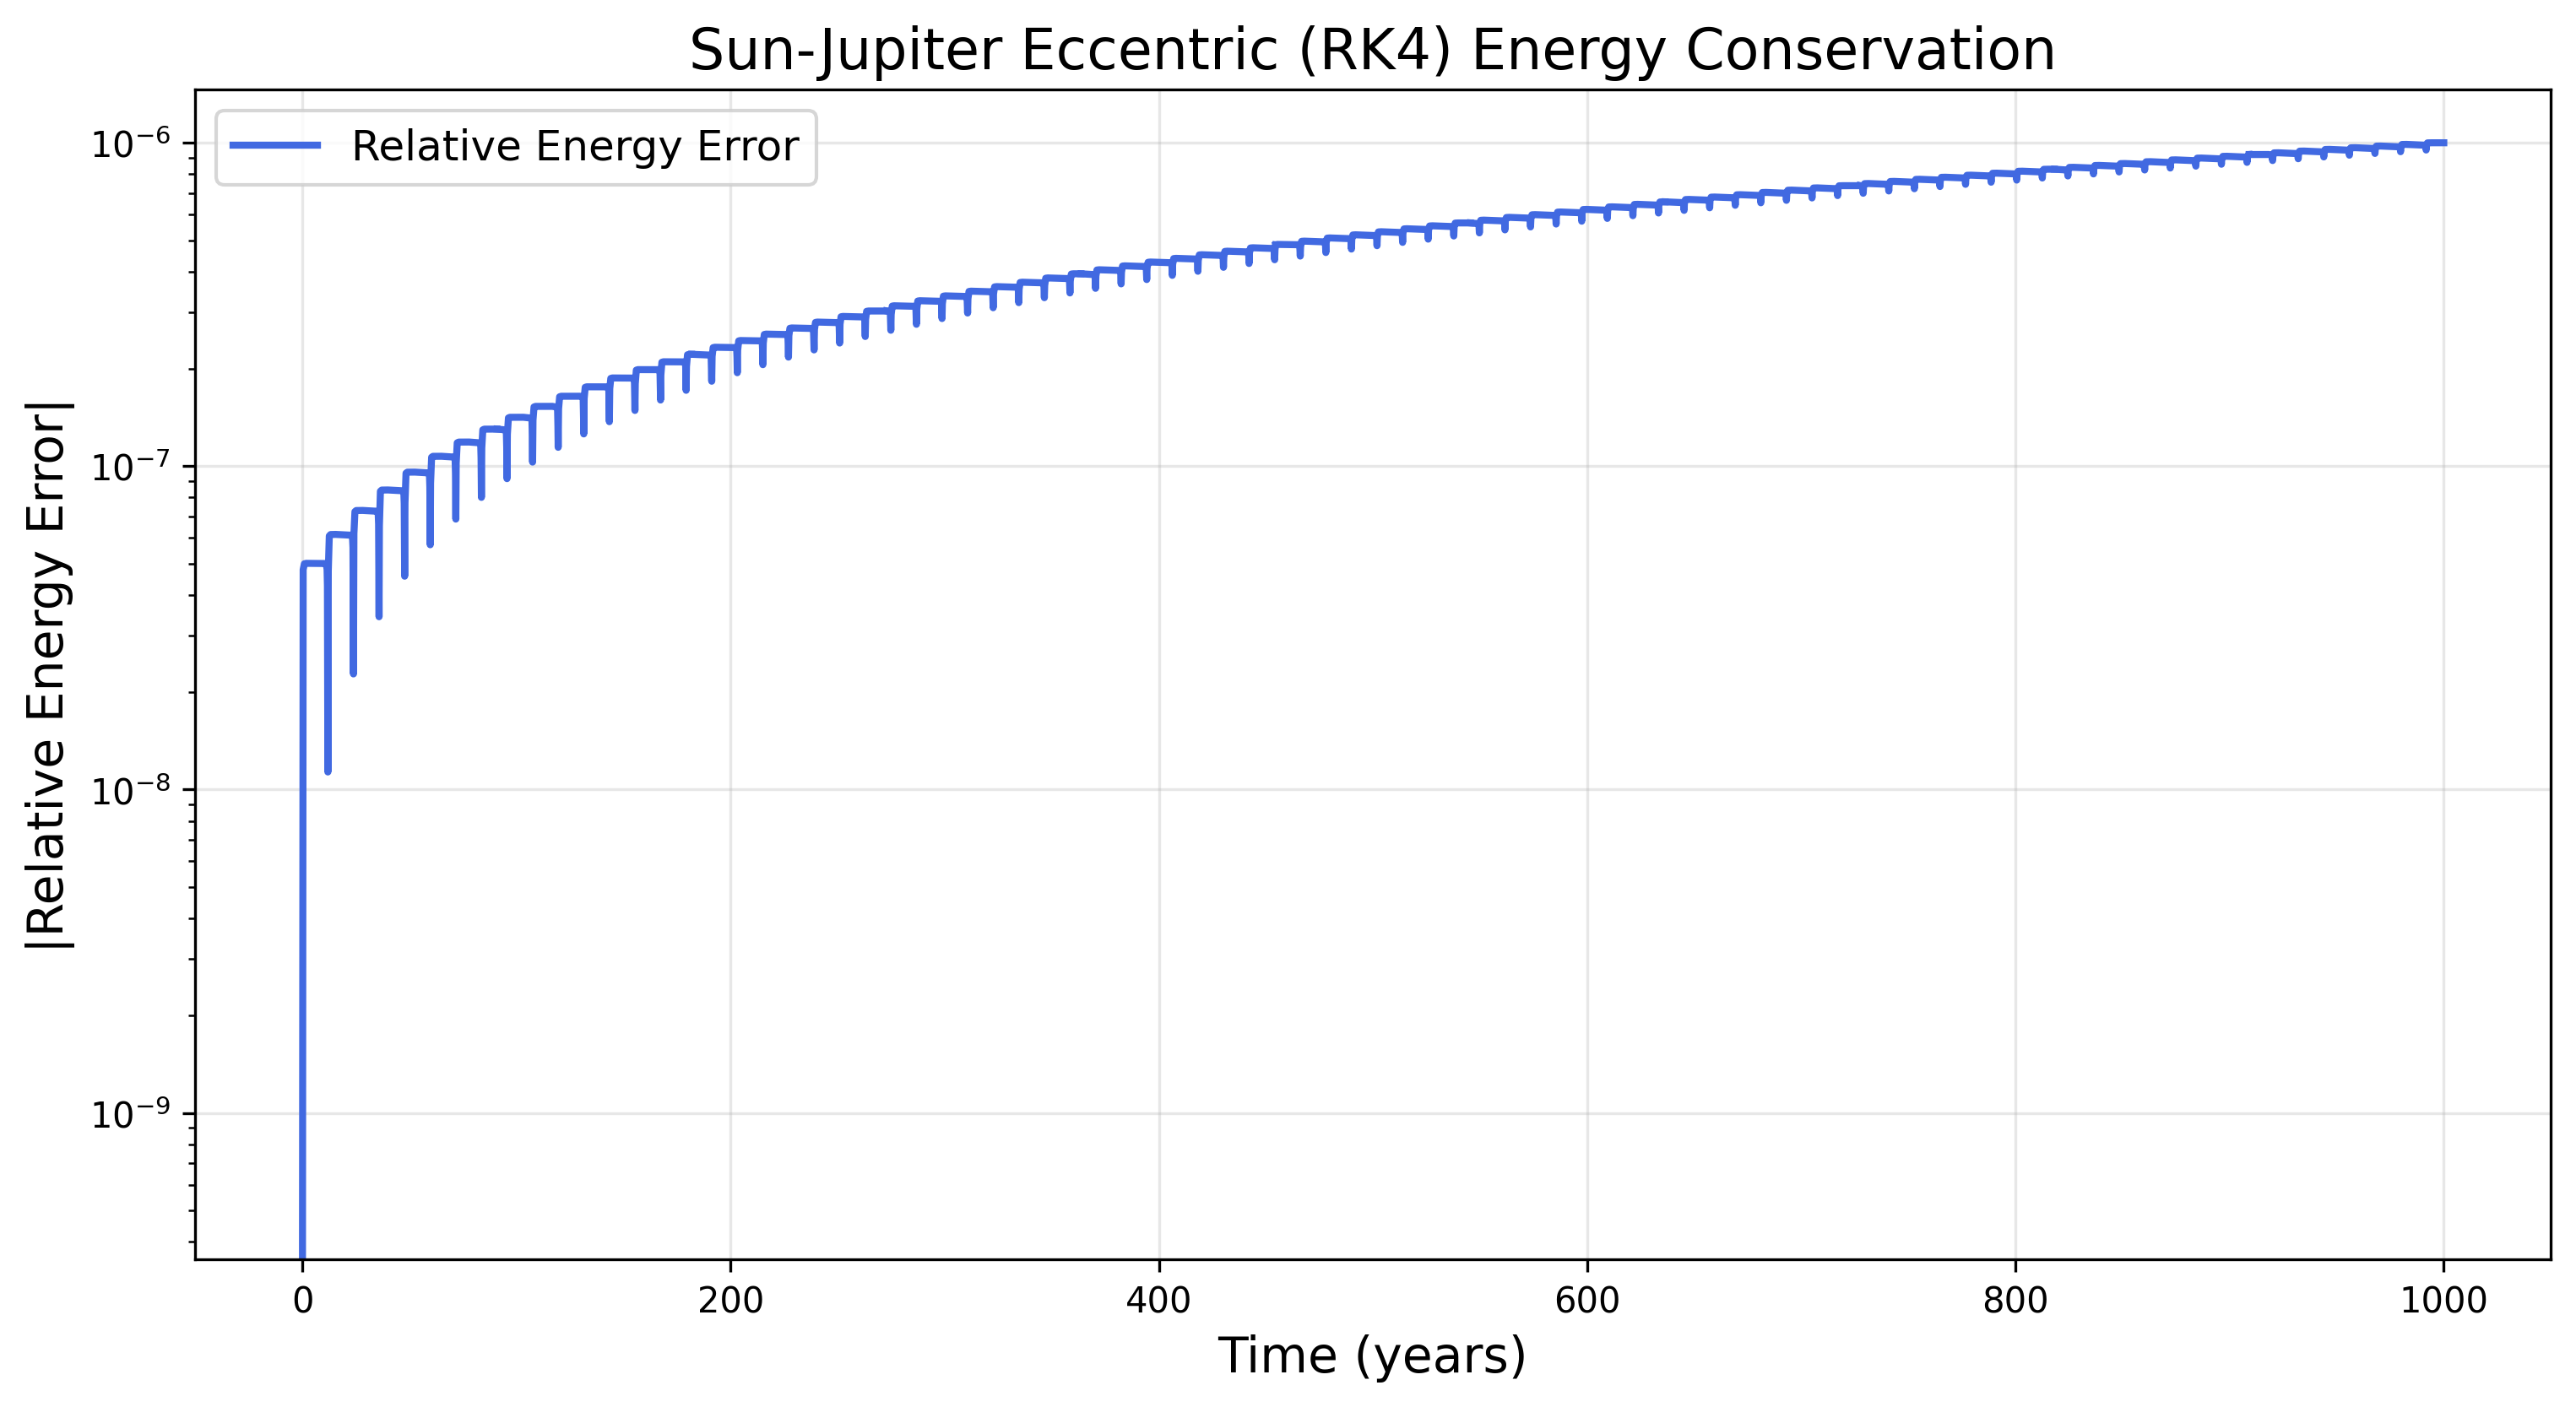 Sun-Jupiter Eccentric (RK4) Energy Conservation
Relative Energy Error
|Relative Energy Error|
10⁻⁶
10⁻⁷
10⁻⁸
10⁻⁹
0 200 400 600 800 1000
Time (years)